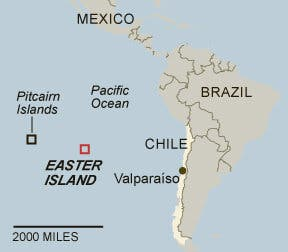 MEXICO
Pacific
Ocean
BRAZIL
Pitcairn
Islands
CHILE
EASTER
ISLAND
Valparaíso
2000 MILES